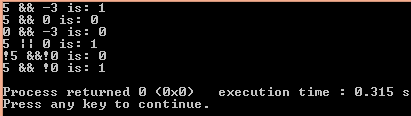 5 && -3 is: 1
5 && 0 is: 0
0 && -3 is: 0
5 || 0 is: 1
!5 &&!0 is: 0
5 && !0 is: 1
Process returned 0 (0x0)   execution time : 0.315 s
Press any key to continue.